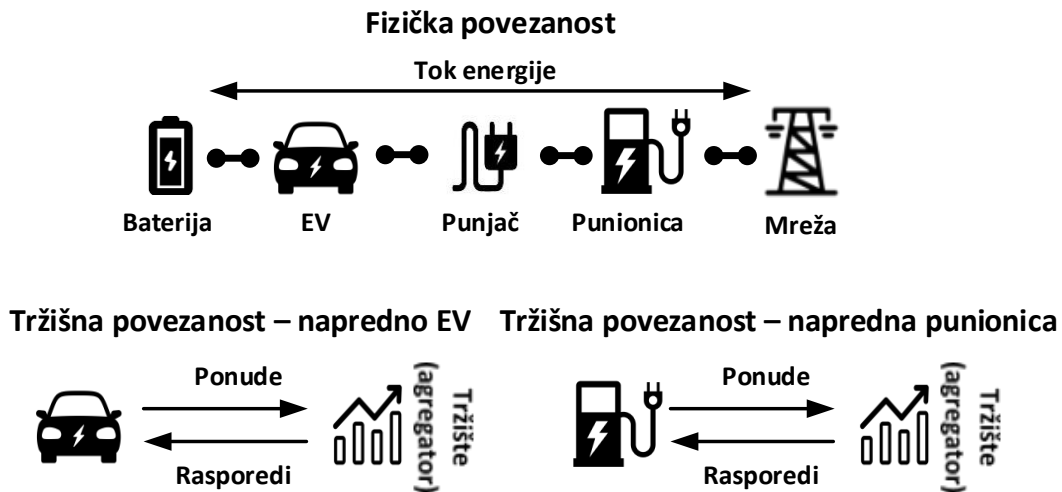 Fizička povezanost
Tok energije
Baterija
EV
Punjač
Punionica
Mreža
Tržišna povezanost – napredno EV
Ponude
Rasporedi
Tržište
(agregator)
Tržišna povezanost – napredna punionica
Ponude
Rasporedi
Tržište
(agregator)